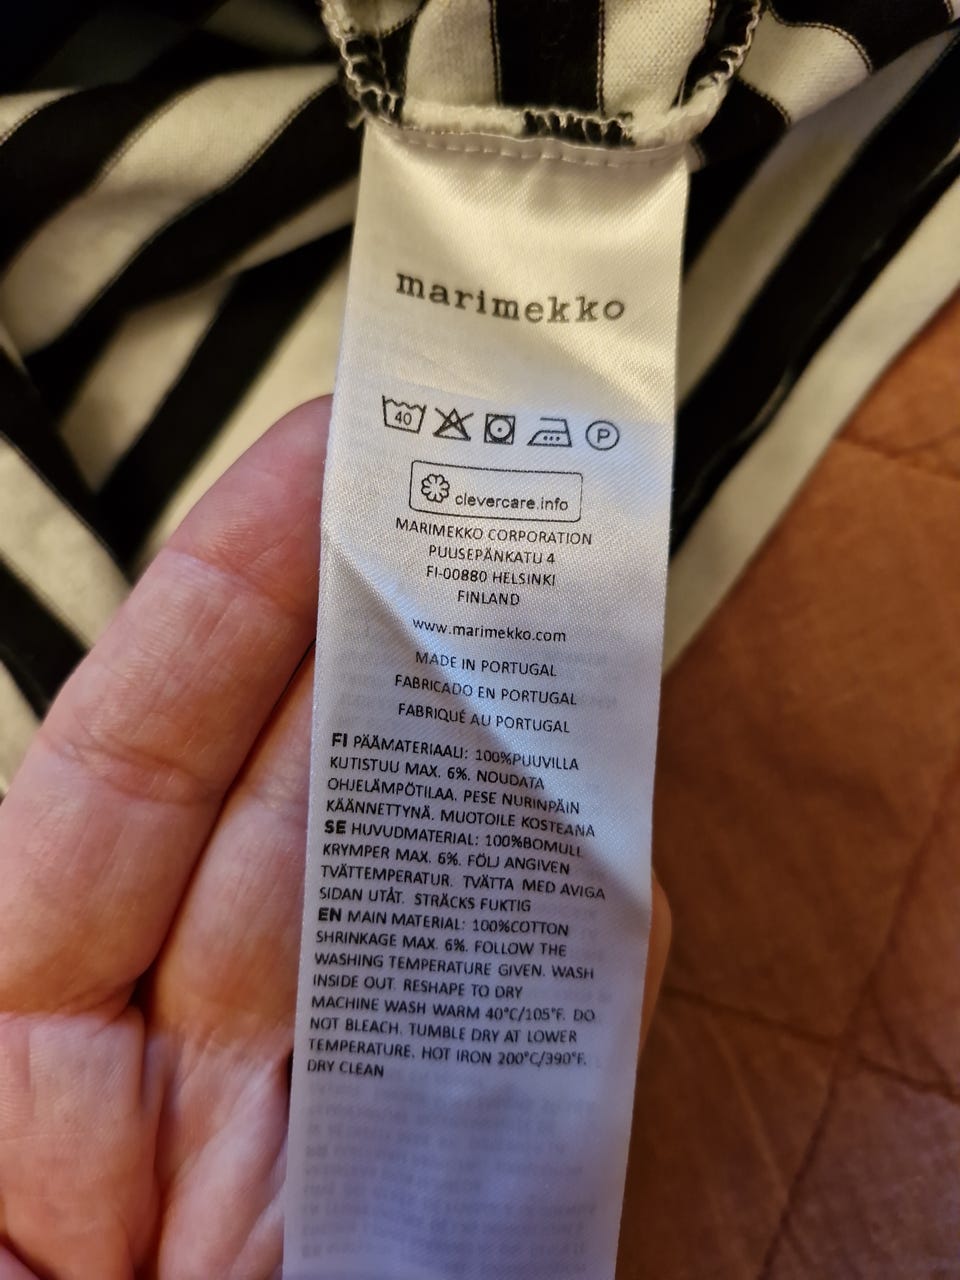 marimekko
40 P
clevercare.info
MARIMEKKO CORPORATION
PUUSEPÄNKATU 4
FI-00880 HELSINKI
FINLAND
www.marimekko.com
MADE IN PORTUGAL
FABRICADO EN PORTUGAL
FABRIQUÉ AU PORTUGAL
FI PÄÄMATERIAALI: 100%PUUVILLA
KUTISTUU MAX. 6%. NOUDATA
OHJELÄMPÖTILAA. PESE NURINPÄIN
KÄÄNNETTYNÄ. MUOTOILE KOSTEANA
SE HUVUDMATERIAL: 100%BOMULL
KRYMPER MAX. 6%. FÖLJ ANGIVEN
TVÄTTEMPERATUR. TVÄTTA MED AVIGA
SIDAN UTÅT. STRÄCKS FUKTIG
EN MAIN MATERIAL: 100%COTTON
SHRINKAGE MAX. 6%. FOLLOW THE
WASHING TEMPERATURE GIVEN. WASH
INSIDE OUT. RESHAPE TO DRY
MACHINE WASH WARM 40°C/105°F. DO
NOT BLEACH. TUMBLE DRY AT LOWER
TEMPERATURE. HOT IRON 200°C/390°F.
DRY CLEAN